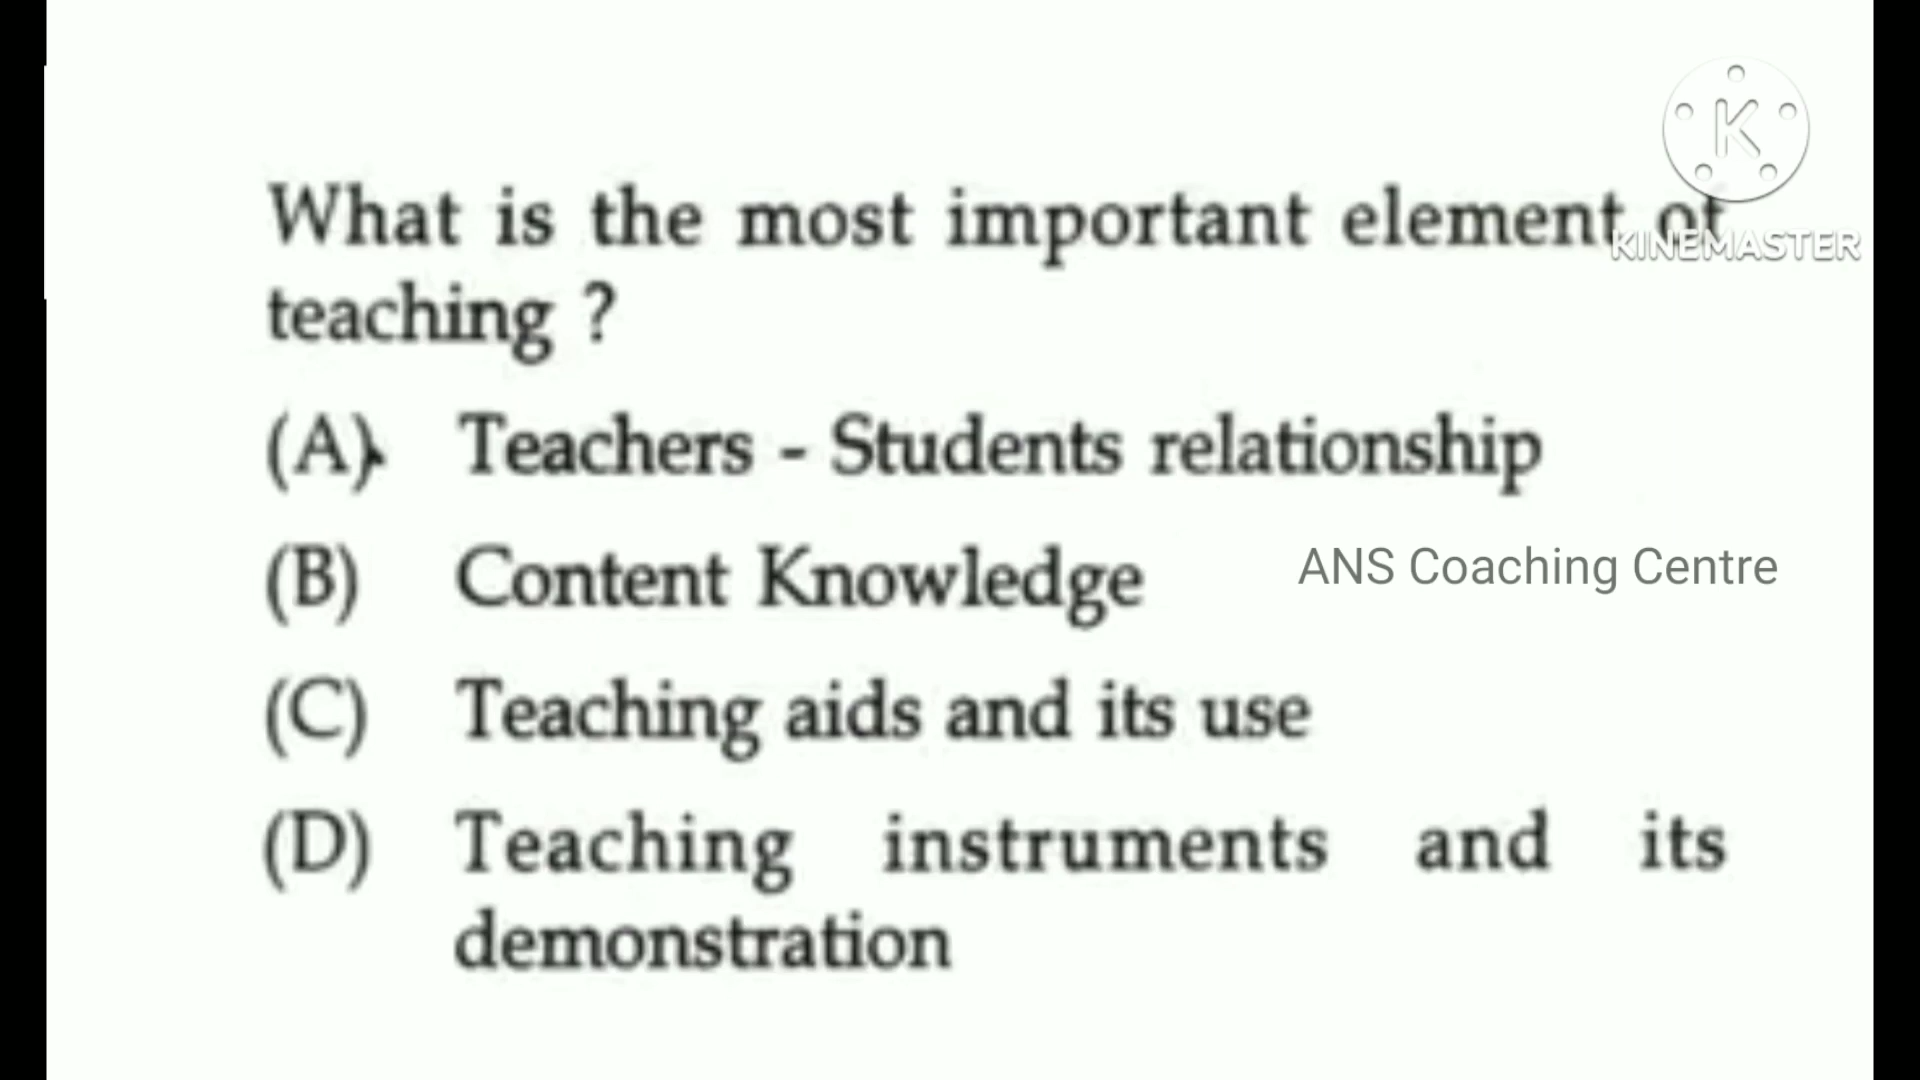 K
What is the most important element of
KINEMASTER
teaching ?
(A) Teachers - Students relationship
(B) Content Knowledge
ANS Coaching Centre
(C) Teaching aids and its use
(D) Teaching instruments and its
demonstration